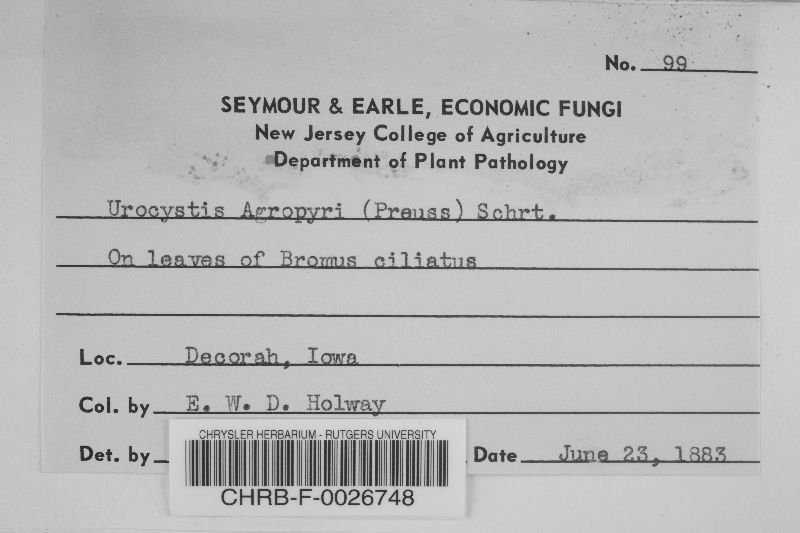 No. 99
SEYMOUR & EARLE, ECONOMIC FUNGI
New Jersey College of Agriculture
Department of Plant Pathology
Urocystis Agropyri (Preuss) Schrt.
On leaves of Bromus ciliatus
Loc. Decorah, Iowa
Col. by E. W. D. Holway
Det. by Date June 23, 1883
CHRYSLER HERBARIUM - RUTGERS UNIVERSITY
CHRB-F-0026748